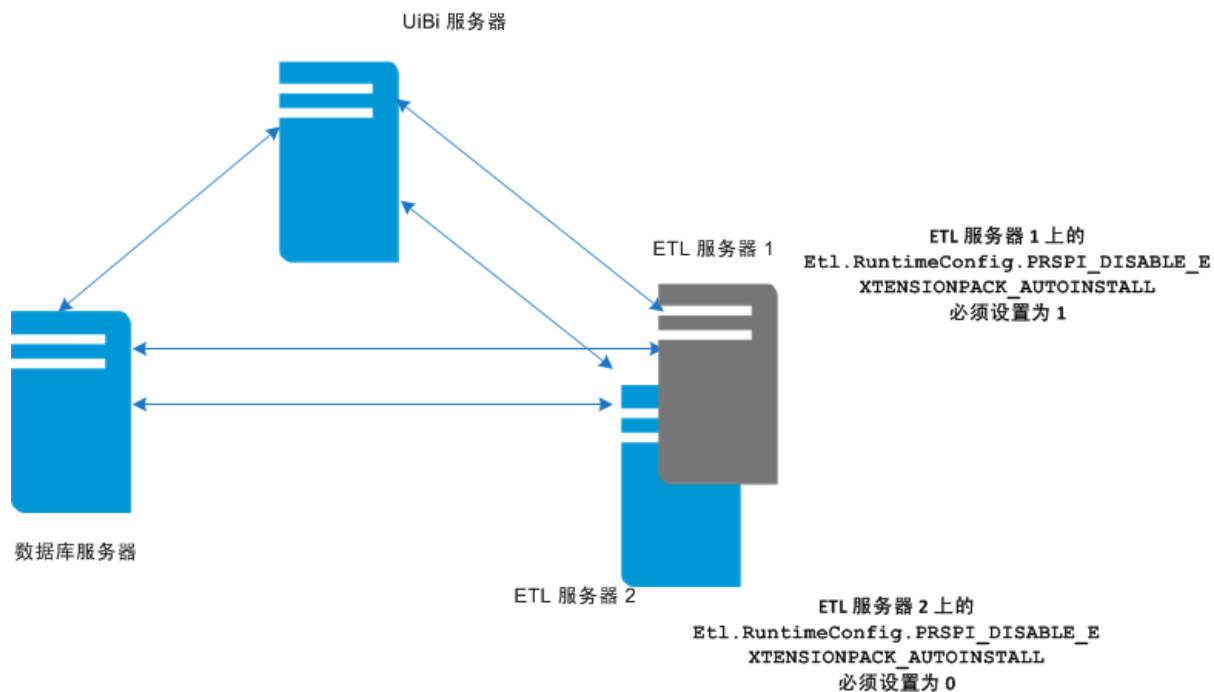 UiBi 服务器
ETL 服务器 1
ETL 服务器 1 上的
Etl.RuntimeConfig.PRSPI_DISABLE_E
XTENSIONPACK_AUTOINSTALL
必须设置为 1
数据库服务器
ETL 服务器 2
ETL 服务器 2 上的
Etl.RuntimeConfig.PRSPI_DISABLE_E
XTENSIONPACK_AUTOINSTALL
必须设置为 0